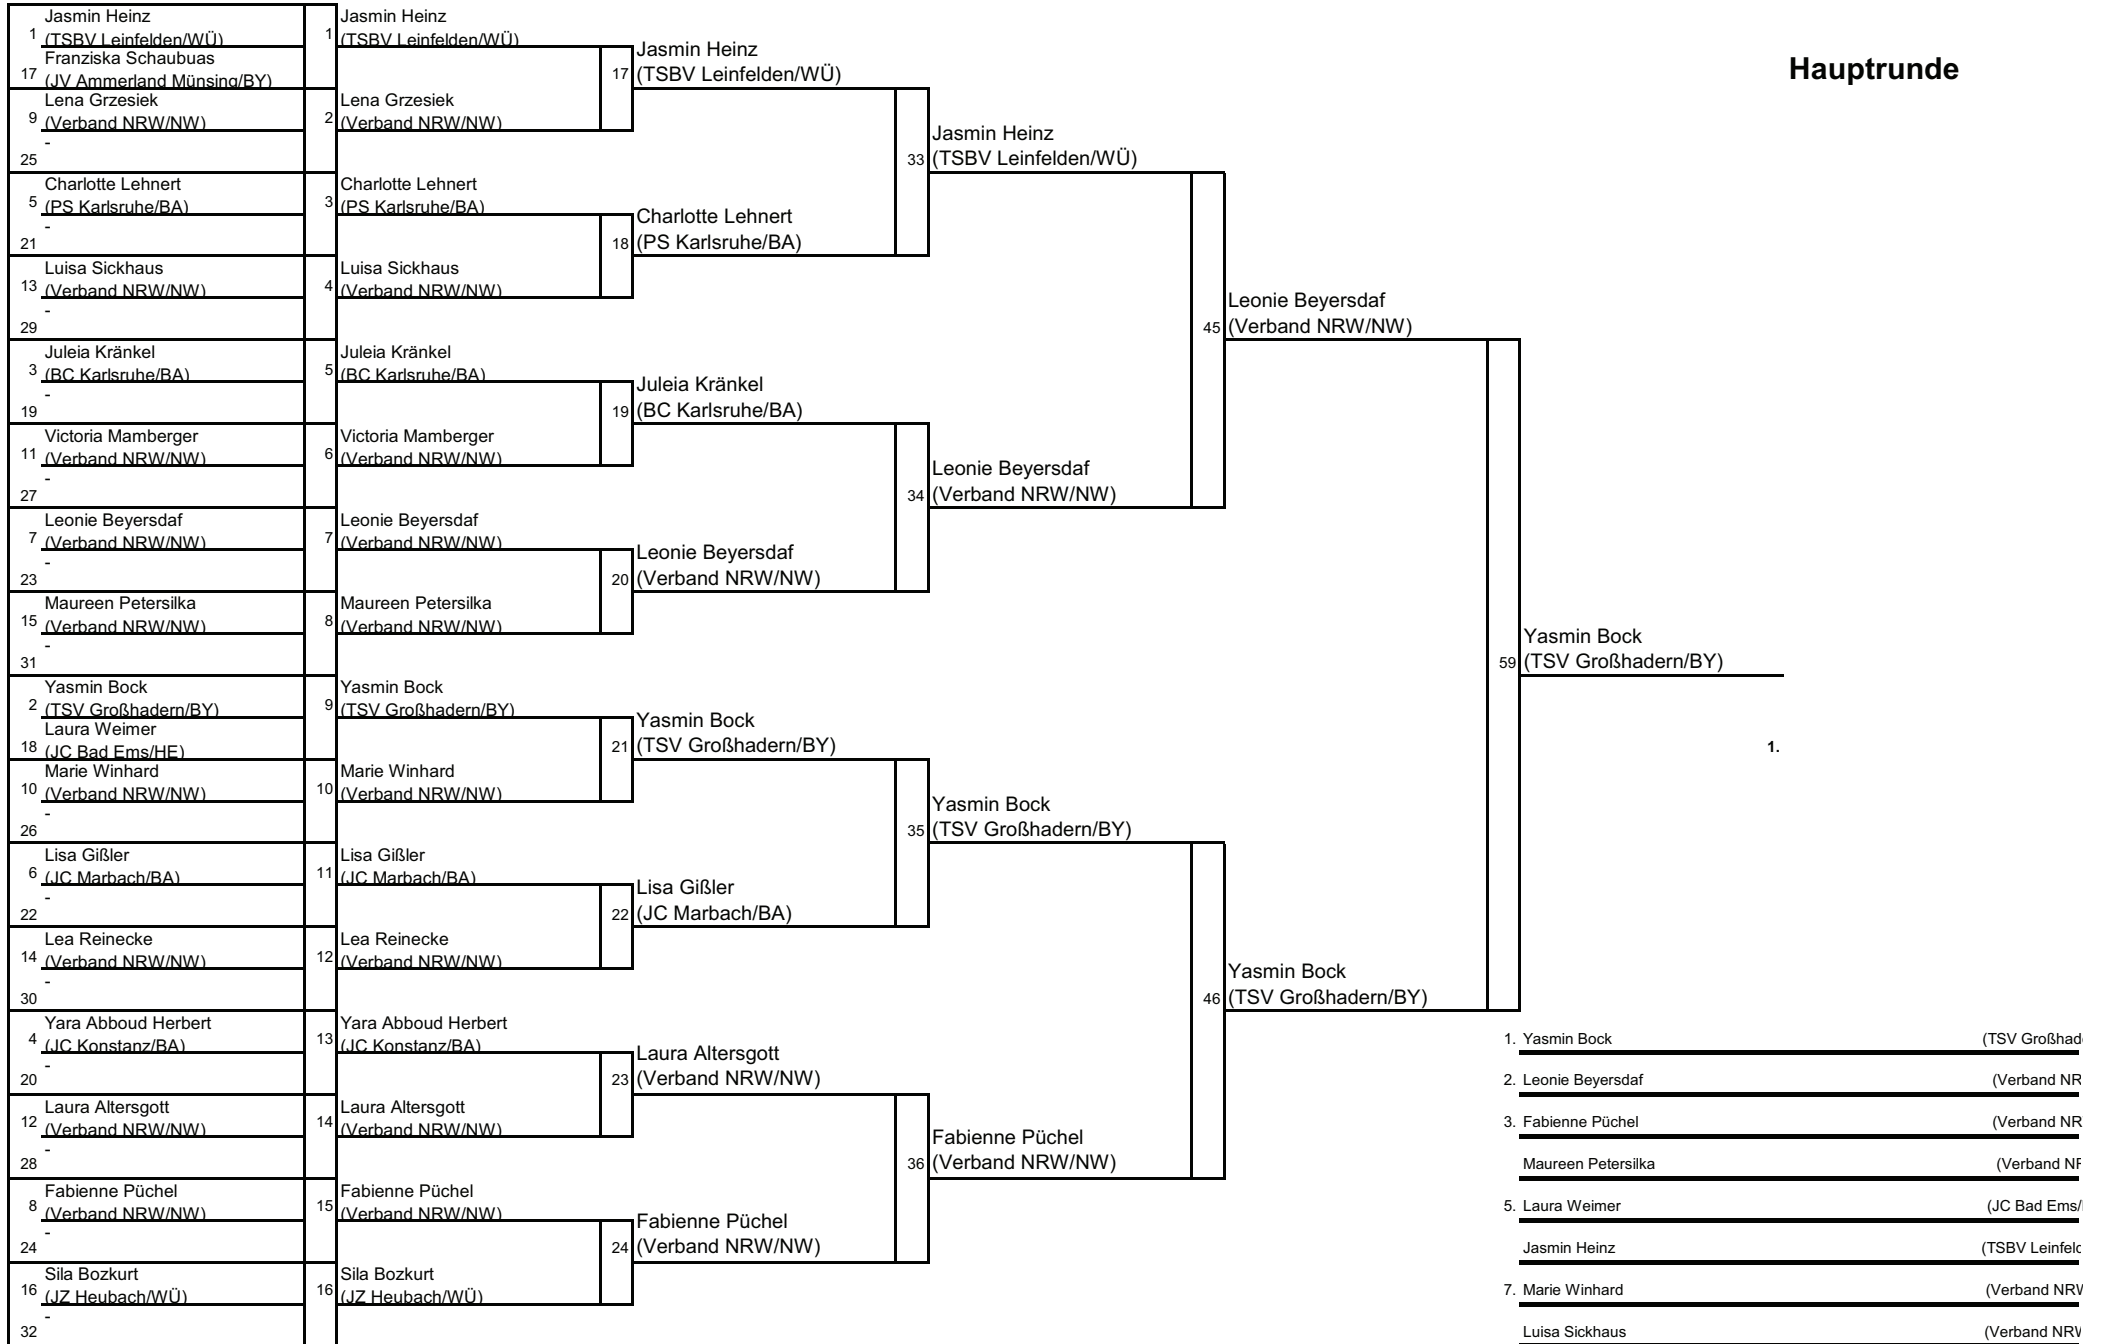 Hauptrunde
1 Jasmin Heinz
(TSBV Leinfelden/WÜ)
17 Franziska Schaubuas
(JV Ammerland Münsing/BY)
9 Lena Grzesiek
(Verband NRW/NW)
25 -
5 Charlotte Lehnert
(PS Karlsruhe/BA)
21 -
13 Luisa Sickhaus
(Verband NRW/NW)
29 -
3 Juleia Kränkel
(BC Karlsruhe/BA)
19 -
11 Victoria Mamberger
(Verband NRW/NW)
27 -
7 Leonie Beyersdaf
(Verband NRW/NW)
23 -
15 Maureen Petersilka
(Verband NRW/NW)
31 -
2 Yasmin Bock
(TSV Großhadern/BY)
18 Laura Weimer
(JC Bad Ems/HE)
10 Marie Winhard
(Verband NRW/NW)
26 -
6 Lisa Gißler
(JC Marbach/BA)
22 -
14 Lea Reinecke
(Verband NRW/NW)
30 -
4 Yara Abboud Herbert
(JC Konstanz/BA)
20 -
12 Laura Altersgott
(Verband NRW/NW)
28 -
8 Fabienne Püchel
(Verband NRW/NW)
24 -
16 Sila Bozkurt
(JZ Heubach/WÜ)
32 -
1 Jasmin Heinz
(TSBV Leinfelden/WÜ)
2 Lena Grzesiek
(Verband NRW/NW)
3 Charlotte Lehnert
(PS Karlsruhe/BA)
4 Luisa Sickhaus
(Verband NRW/NW)
5 Juleia Kränkel
(BC Karlsruhe/BA)
6 Victoria Mamberger
(Verband NRW/NW)
7 Leonie Beyersdaf
(Verband NRW/NW)
8 Maureen Petersilka
(Verband NRW/NW)
9 Yasmin Bock
(TSV Großhadern/BY)
10 Marie Winhard
(Verband NRW/NW)
11 Lisa Gißler
(JC Marbach/BA)
12 Lea Reinecke
(Verband NRW/NW)
13 Yara Abboud Herbert
(JC Konstanz/BA)
14 Laura Altersgott
(Verband NRW/NW)
15 Fabienne Püchel
(Verband NRW/NW)
16 Sila Bozkurt
(JZ Heubach/WÜ)
Jasmin Heinz
17 (TSBV Leinfelden/WÜ)
Charlotte Lehnert
18 (PS Karlsruhe/BA)
Juleia Kränkel
19 (BC Karlsruhe/BA)
Leonie Beyersdaf
20 (Verband NRW/NW)
Yasmin Bock
21 (TSV Großhadern/BY)
Lisa Gißler
22 (JC Marbach/BA)
Laura Altersgott
23 (Verband NRW/NW)
Fabienne Püchel
24 (Verband NRW/NW)
Jasmin Heinz
33 (TSBV Leinfelden/WÜ)
Leonie Beyersdaf
34 (Verband NRW/NW)
Yasmin Bock
35 (TSV Großhadern/BY)
Fabienne Püchel
36 (Verband NRW/NW)
Leonie Beyersdaf
45 (Verband NRW/NW)
Yasmin Bock
46 (TSV Großhadern/BY)
Yasmin Bock
59 (TSV Großhadern/BY)
1.
1. Yasmin Bock (TSV Großhad
2. Leonie Beyersdaf (Verband NR
3. Fabienne Püchel (Verband NR
Maureen Petersilka (Verband NR
5. Laura Weimer (JC Bad Ems/
Jasmin Heinz (TSBV Leinfeld
7. Marie Winhard (Verband NRW
Luisa Sickhaus (Verband NRW